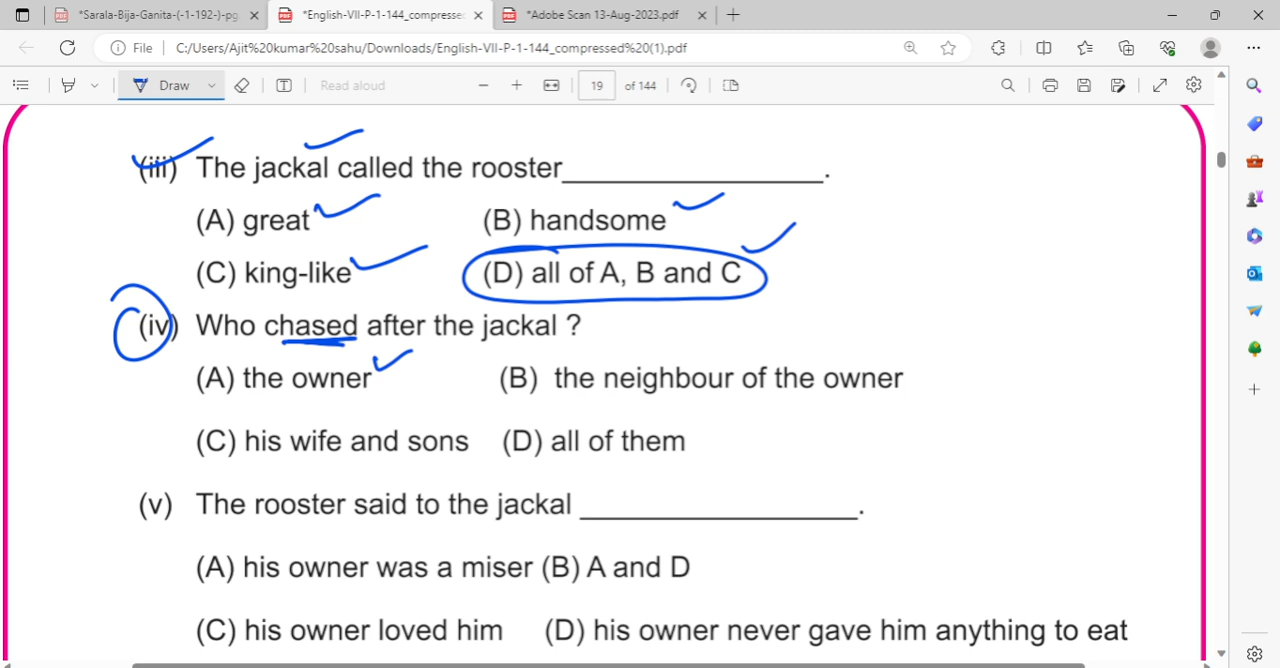 *Sarala-Bija-Ganita-(-1-192-)-pg
*English-VII-P-1-144_compressed
*Adobe Scan 13-Aug-2023.pdf
File
C:/Users/Ajit%20kumar%20sahu/Downloads/English-VII-P-1-144_compressed%20(1).pdf
Draw
Read aloud
19 of 144
(iii) The jackal called the rooster________________.
(A) great (B) handsome
(C) king-like (D) all of A, B and C
(iv) Who chased after the jackal ?
(A) the owner (B) the neighbour of the owner
(C) his wife and sons (D) all of them
(v) The rooster said to the jackal _________________.
(A) his owner was a miser (B) A and D
(C) his owner loved him (D) his owner never gave him anything to eat